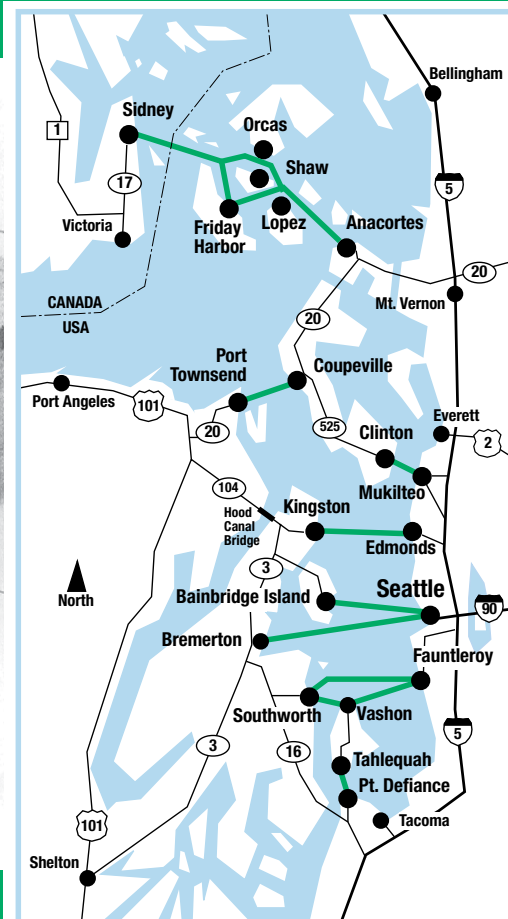 Bellingham
Sidney
Orcas
1
Shaw
5
17
Victoria
Friday
Harbor
Lopez
Anacortes
20
CANADA
USA
Mt. Vernon
20
Port
Townsend
Coupeville
Port Angeles
101
20
525
Everett
2
Clinton
Mukilteo
104
Hood
Canal
Bridge
Kingston
Edmonds
3
North
Bainbridge Island
Seattle
90
Bremerton
Fauntleroy
Southworth
Vashon
5
3
16
Tahlequah
Pt. Defiance
101
Tacoma
Shelton